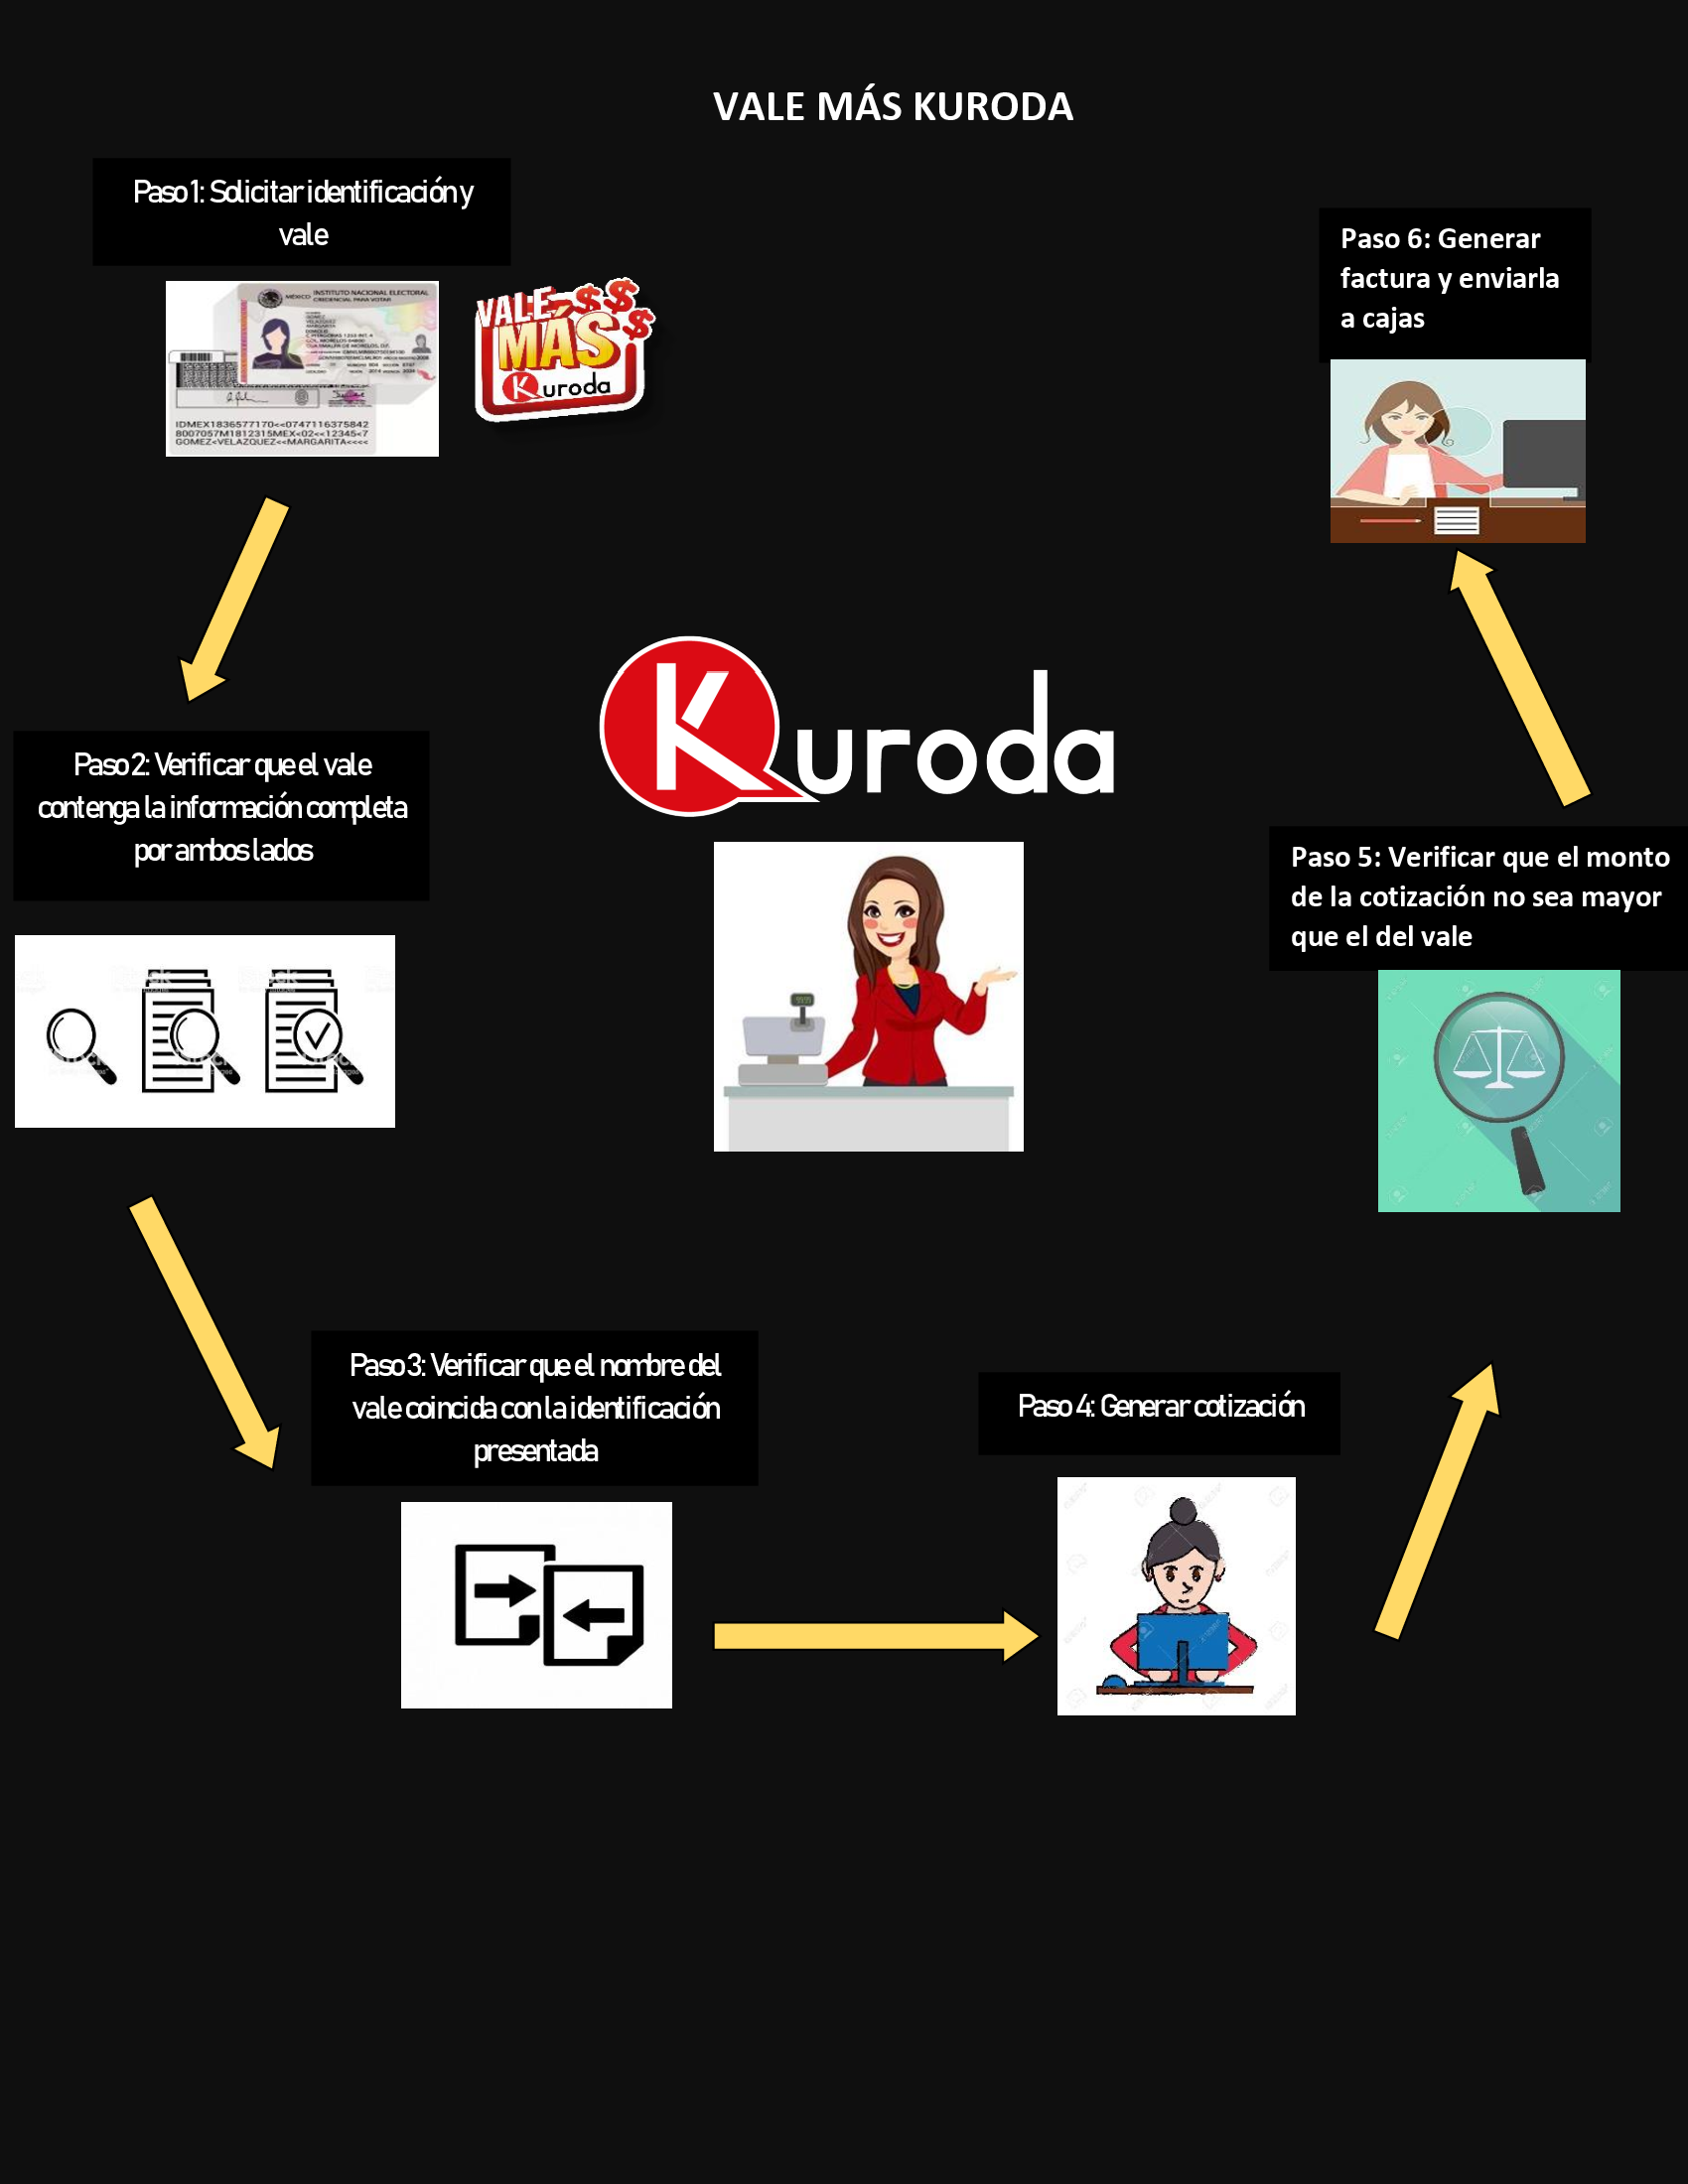 VALE MÁS KURODA
Paso 1: Solicitar identificación y
vale
MÉXICO INSTITUTO NACIONAL ELECTORAL
CREDENCIAL PARA VOTAR
IDMEX1836577170<<0747116375842
8007057M1812315MEX<02<<12345<7
GOMEZ<VELAZQUEZ<<MARGARITA<<<<
VALE $$$
MÁS
Kuroda
Paso 2: Verificar que el vale
contenga la información completa
por ambos lados
Paso 3: Verificar que el nombre del
vale coincida con la identificación
presentada
Paso 4: Generar cotización
Paso 5: Verificar que el monto
de la cotización no sea mayor
que el del vale
Paso 6: Generar
factura y enviarla
a cajas
Kuroda